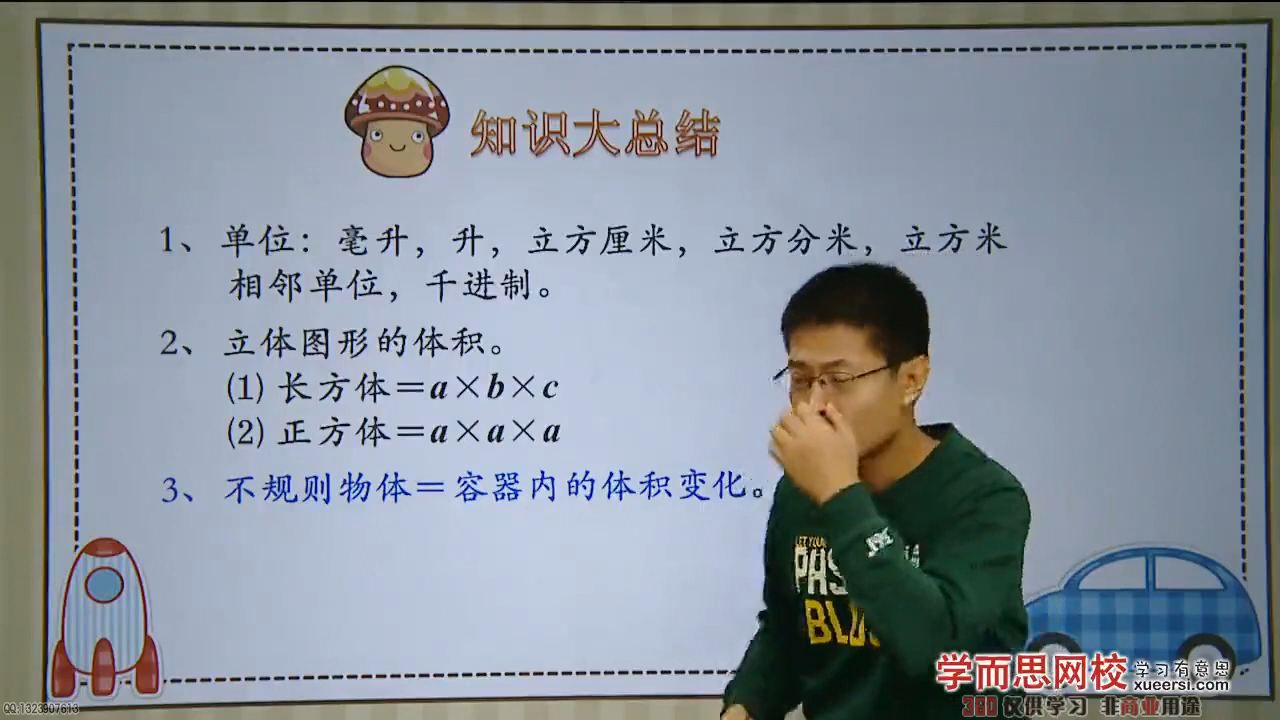 知识大总结
1、单位：毫升，升，立方厘米，立方分米，立方米
相邻单位，千进制。
2、立体图形的体积。
(1) 长方体＝a×b×c
(2) 正方体＝a×a×a
3、不规则物体＝容器内的体积变化。
学而思网校
学习有意思
xueersi.com
360 仅供学习 非商业用途
QQ:1323907613